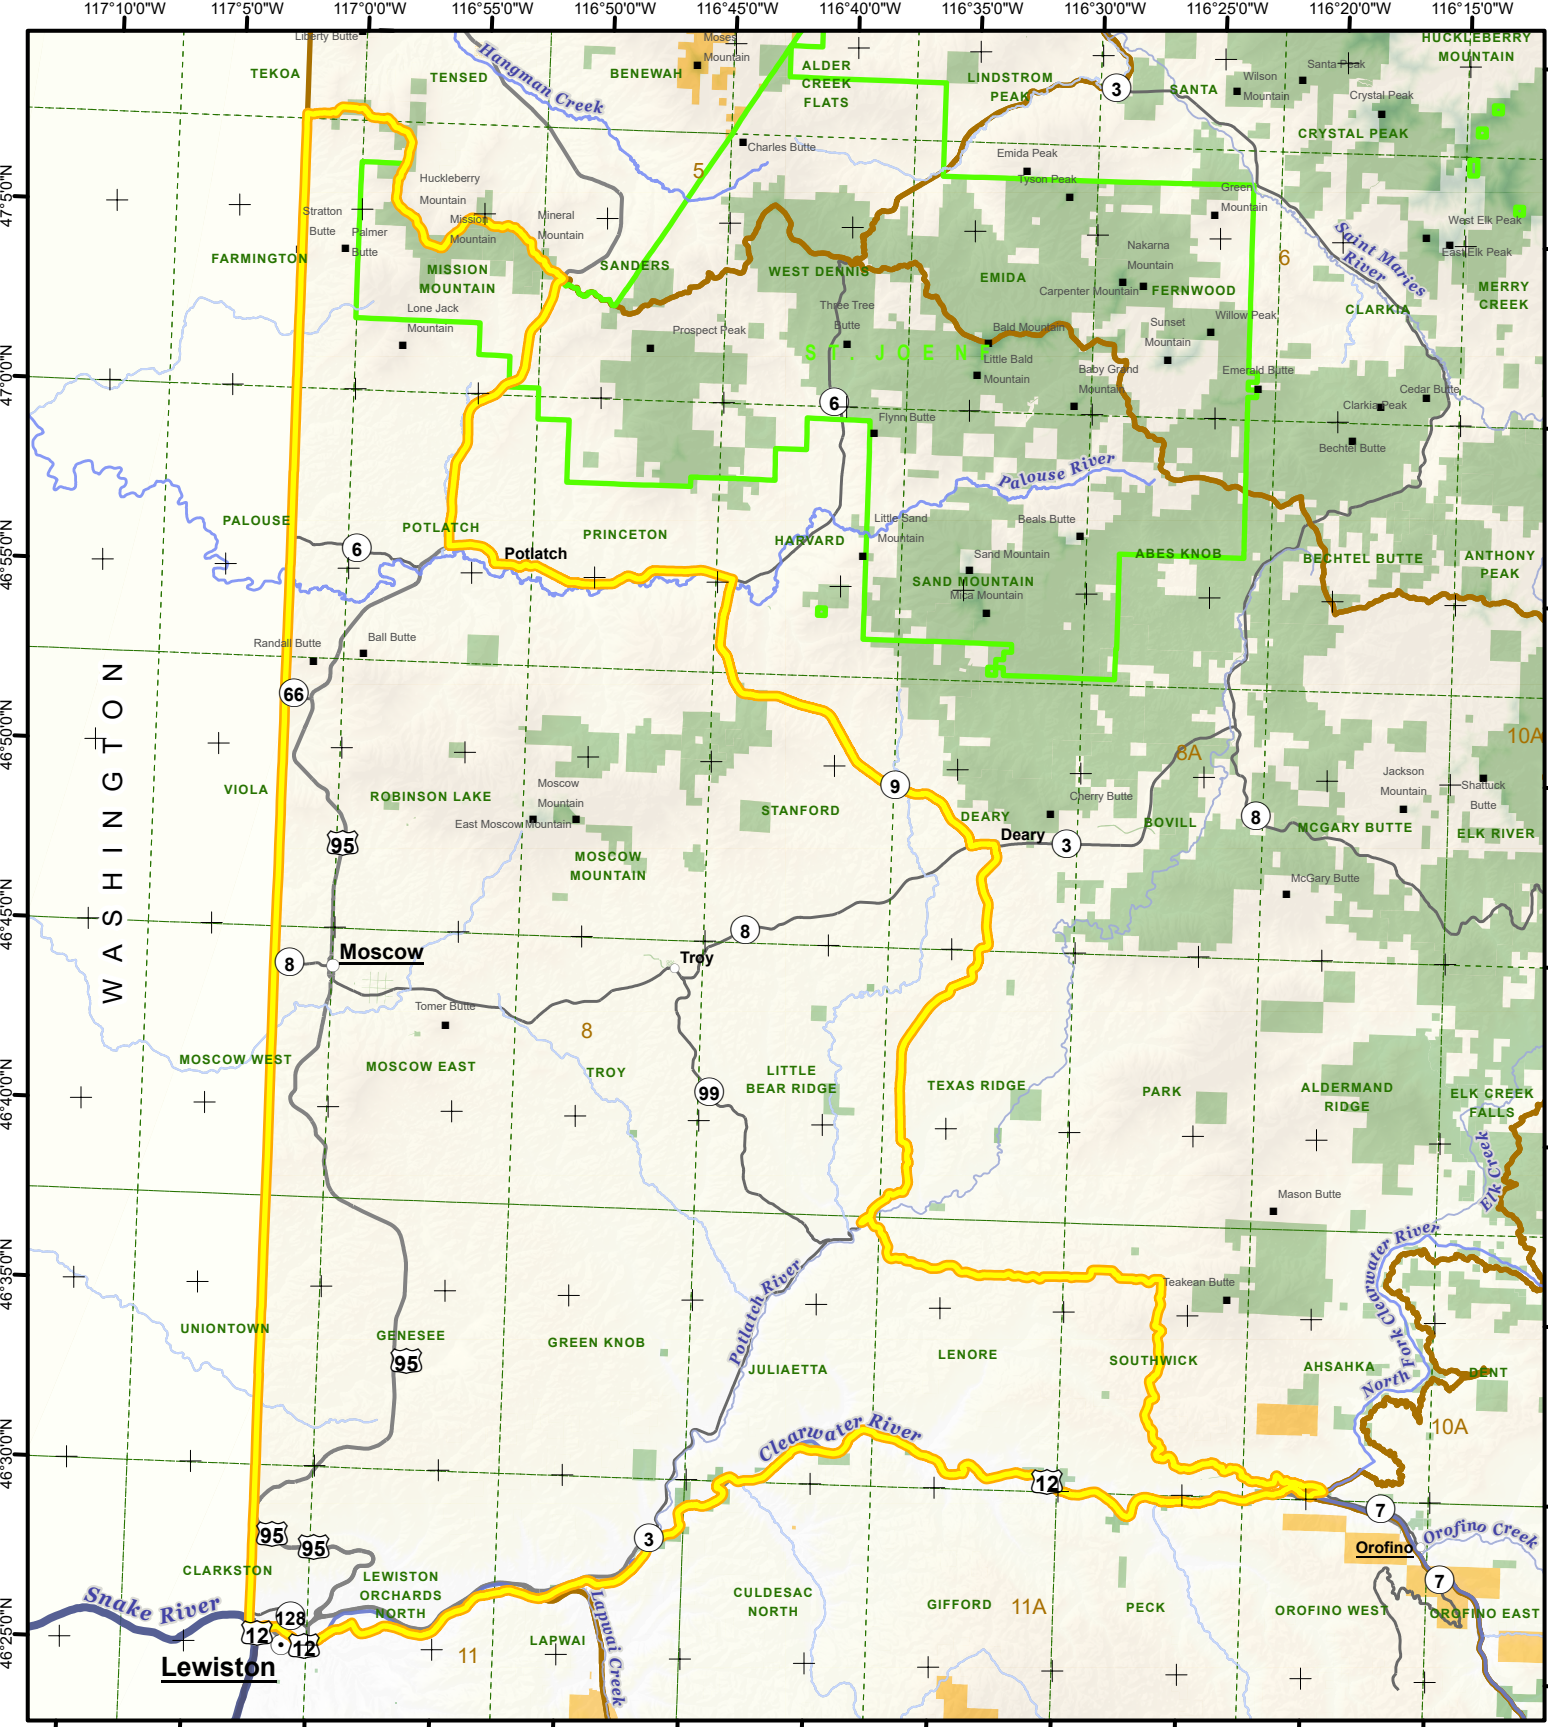 117°10'0"W
117°5'0"W
117°0'0"W
116°55'0"W
116°50'0"W
116°45'0"W
116°40'0"W
116°35'0"W
116°30'0"W
116°25'0"W
116°20'0"W
116°15'0"W
Liberty Butte
TEKOA
TENSED
Hangman Creek
BENEWAH
Moses
Mountain
ALDER
CREEK
FLATS
LINDSTROM
PEAK
3
SANTA
Wilson
Mountain
Santa Peak
HUCKLEBERRY
MOUNTAIN
Crystal Peak
CRYSTAL PEAK
Charles Butte
5
Emida Peak
Tyson Peak
Green
Mountain
47°5'0"N
Huckleberry
Mountain
Stratton
Butte
Palmer
Butte
Mission
Mountain
Mineral
Mountain
FARMINGTON
MISSION
MOUNTAIN
SANDERS
WEST DENNIS
EMIDA
Nakarna
Mountain
Carpenter Mountain
FERNWOOD
6
Saint Maries
River
West Elk Peak
East Elk Peak
MERRY
CREEK
CLARKIA
Lone Jack
Mountain
Prospect Peak
Three Tree
Butte
Bald Mountain
Sunset
Mountain
Willow Peak
ST. JOE N
Little Bald
Mountain
Baby Grand
Mountain
Emerald Butte
Cedar Butte
47°0'0"N
6
Flynn Butte
Clarkia Peak
Bechtel Butte
Palouse River
PALOUSE
6
POTLATCH
Potlatch
PRINCETON
HARVARD
Little Sand
Mountain
Beals Butte
Sand Mountain
SAND MOUNTAIN
Mica Mountain
ABES KNOB
BECHTEL BUTTE
ANTHONY
PEAK
46°55'0"N
Randall Butte
Ball Butte
66
WASHINGTON
46°50'0"N
10A
8A
VIOLA
ROBINSON LAKE
Moscow
Mountain
East Moscow Mountain
STANFORD
9
DEARY
Deary
3
Cherry Butte
BOVILL
8
MCGARY BUTTE
Jackson
Mountain
Shattuck
Butte
ELK RIVER
95
MOSCOW
MOUNTAIN
McGary Butte
46°45'0"N
8
Moscow
8
Troy
Tomer Butte
8
MOSCOW WEST
MOSCOW EAST
TROY
LITTLE
BEAR RIDGE
TEXAS RIDGE
PARK
ALDERMAND
RIDGE
ELK CREEK
FALLS
46°40'0"N
99
Elk Creek
Mason Butte
46°35'0"N
Potlatch River
Teakean Butte
North Fork Clearwater River
UNIONTOWN
GENESEE
95
GREEN KNOB
JULIAETTA
LENORE
SOUTHWICK
AHSAHKA
DENT
10A
46°30'0"N
Clearwater River
12
7
95
95
3
Orofino
Orofino Creek
7
CLARKSTON
LEWISTON
ORCHARDS
NORTH
CULDESAC
NORTH
GIFFORD
11A
PECK
OROFINO WEST
OROFINO EAST
46°25'0"N
Snake River
128
12
12
Lewiston
11
LAPWAI
Lapwai Creek